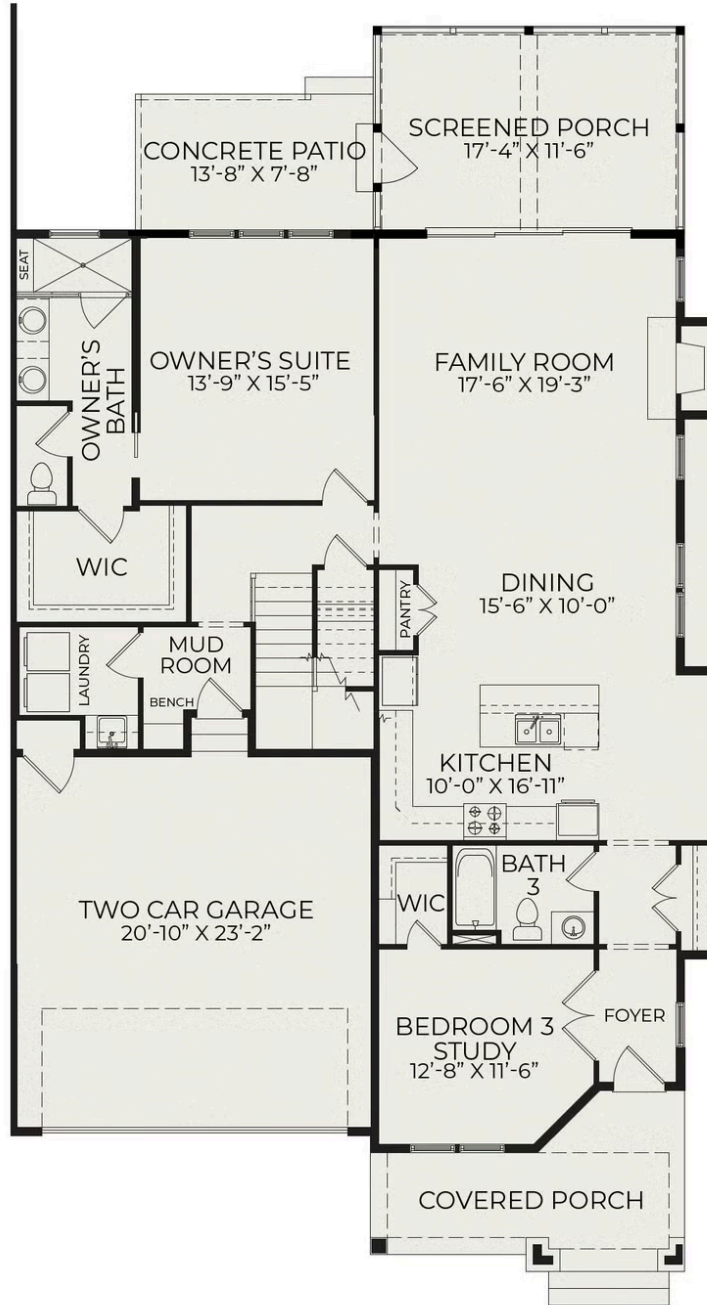 SCREENED PORCH
17'-4" X 11'-6"
CONCRETE PATIO
13'-8" X 7'-8"
SEAT
OWNER'S
BATH
OWNER'S SUITE
13'-9" X 15'-5"
FAMILY ROOM
17'-6" X 19'-3"
WIC
DINING
15'-6" X 10'-0"
PANTRY
LAUNDRY
MUD
ROOM
BENCH
KITCHEN
10'-0" X 16'-11"
BATH
3
WIC
TWO CAR GARAGE
20'-10" X 23'-2"
FOYER
BEDROOM 3
STUDY
12'-8" X 11'-6"
COVERED PORCH